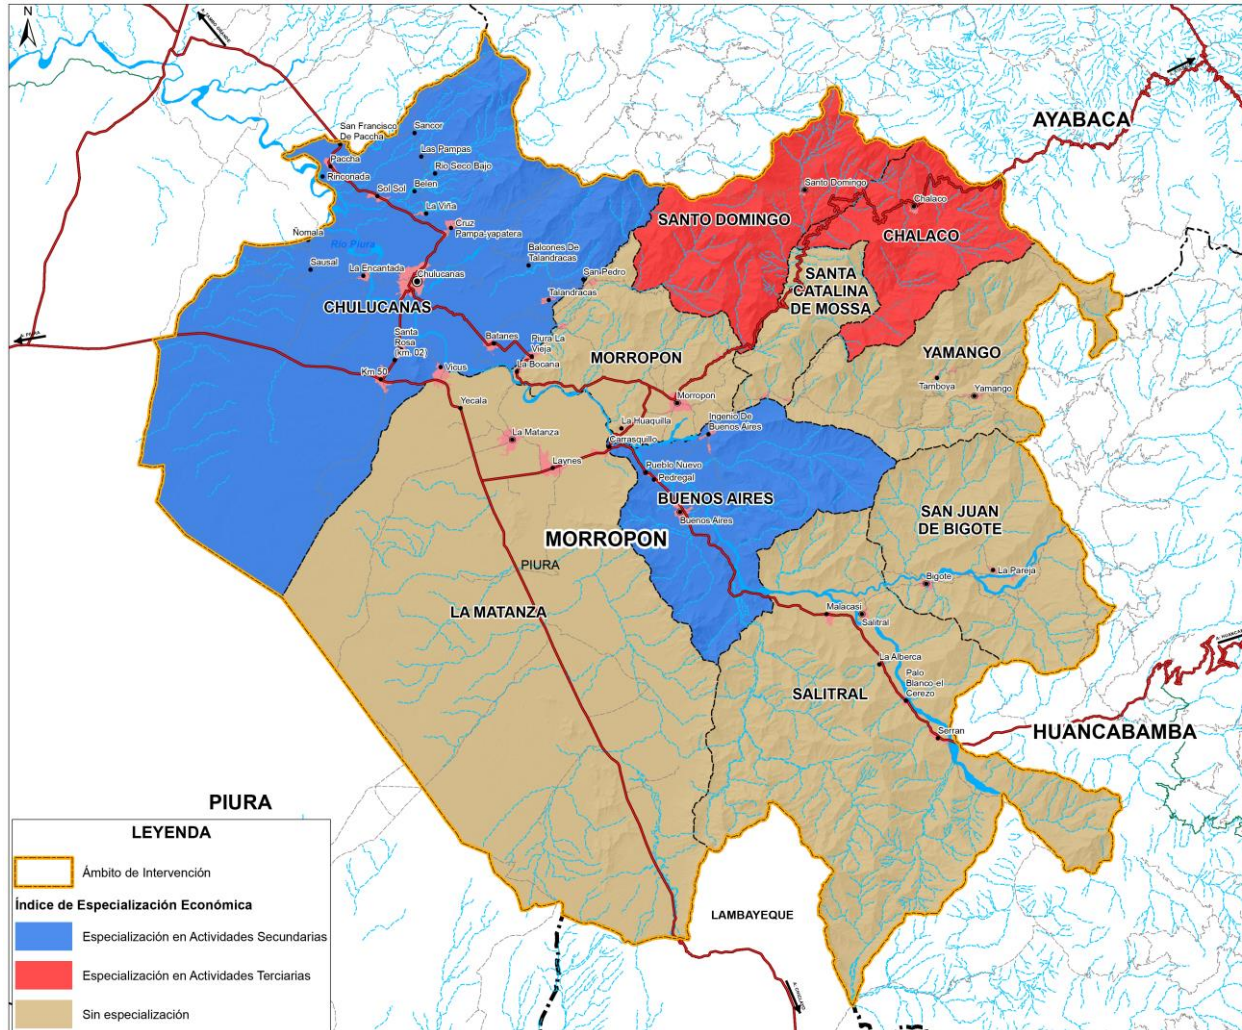 N
AYABACA
San Francisco
De Paccha
Sancor
Las Pampas
Paccha
Rio Seco Bajo
Rinconada
Sol Sol
Belen
La Viña
Cruz
Pampa-yapatera
Santo Domingo
Chalaco
SANTO DOMINGO
CHALACO
Ñomala
Río Piura
Sausal
La Encantada
Balcones De
Talandracas
San Pedro
Chulucanas
Talandracas
SANTA
CATALINA
DE MOSSA
CHULUCANAS
Santa
Rosa
(km. 02)
Batanes
Piura La
Vieja
MORROPON
YAMANGO
La Bocana
Km 50
Vicus
Tamboya
Yamango
Yecala
Morropon
La Huaquilla
Ingenio De
Buenos Aires
La Matanza
Carrasquillo
Laynes
Pueblo Nuevo
Pedregal
BUENOS AIRES
Buenos Aires
SAN JUAN
DE BIGOTE
MORROPON
PIURA
La Pareja
Bigote
LA MATANZA
Malacasi
Salitral
La Alberca
Palo
Blanco-el
Cerezo
SALITRAL
Serran
HUANCABAMBA
PIURA
LAMBAYEQUE
LEYENDA
Ámbito de Intervención
Índice de Especialización Económica
Especialización en Actividades Secundarias
Especialización en Actividades Terciarias
Sin especialización